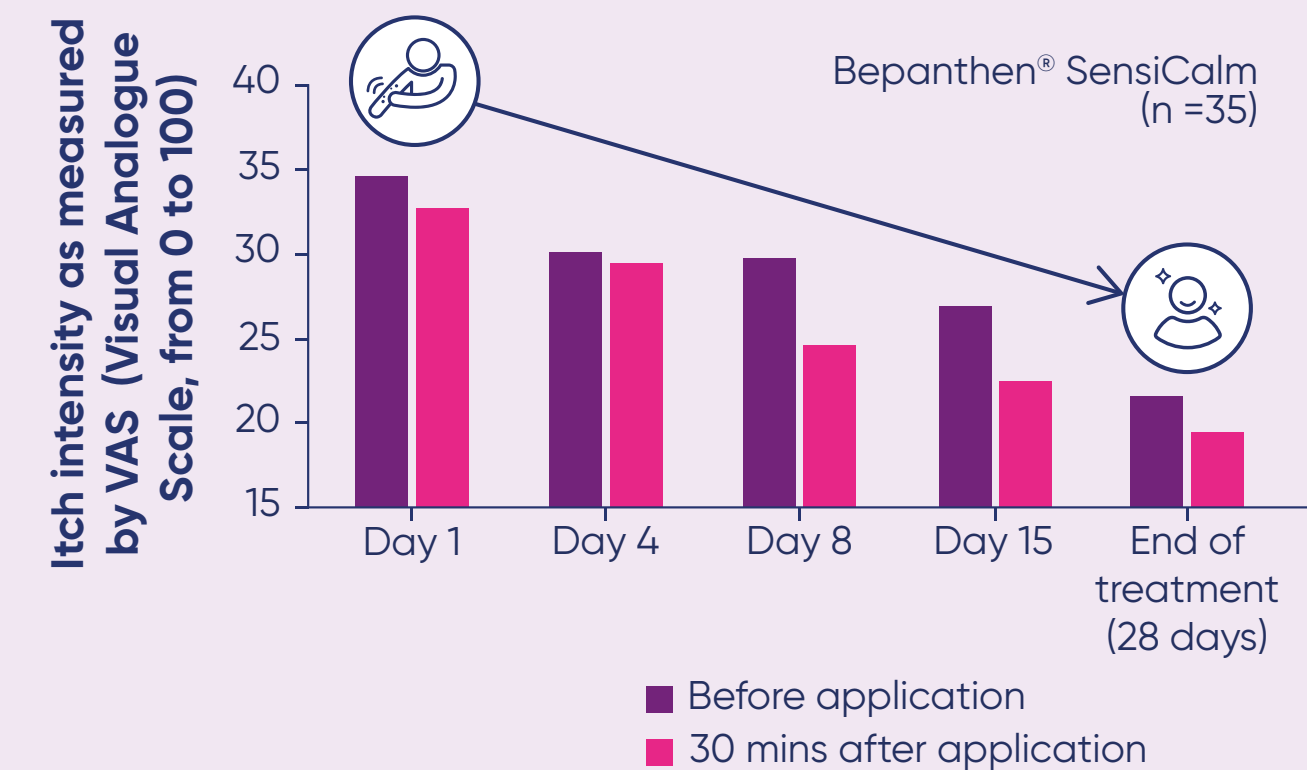 Itch intensity as measured
by VAS (Visual Analogue
Scale, from 0 to 100)
Bepanthen® SensiCalm
(n =35)
40
35
30
25
20
15
Day 1
Day 4
Day 8
Day 15
End of
treatment
(28 days)
Before application
30 mins after application